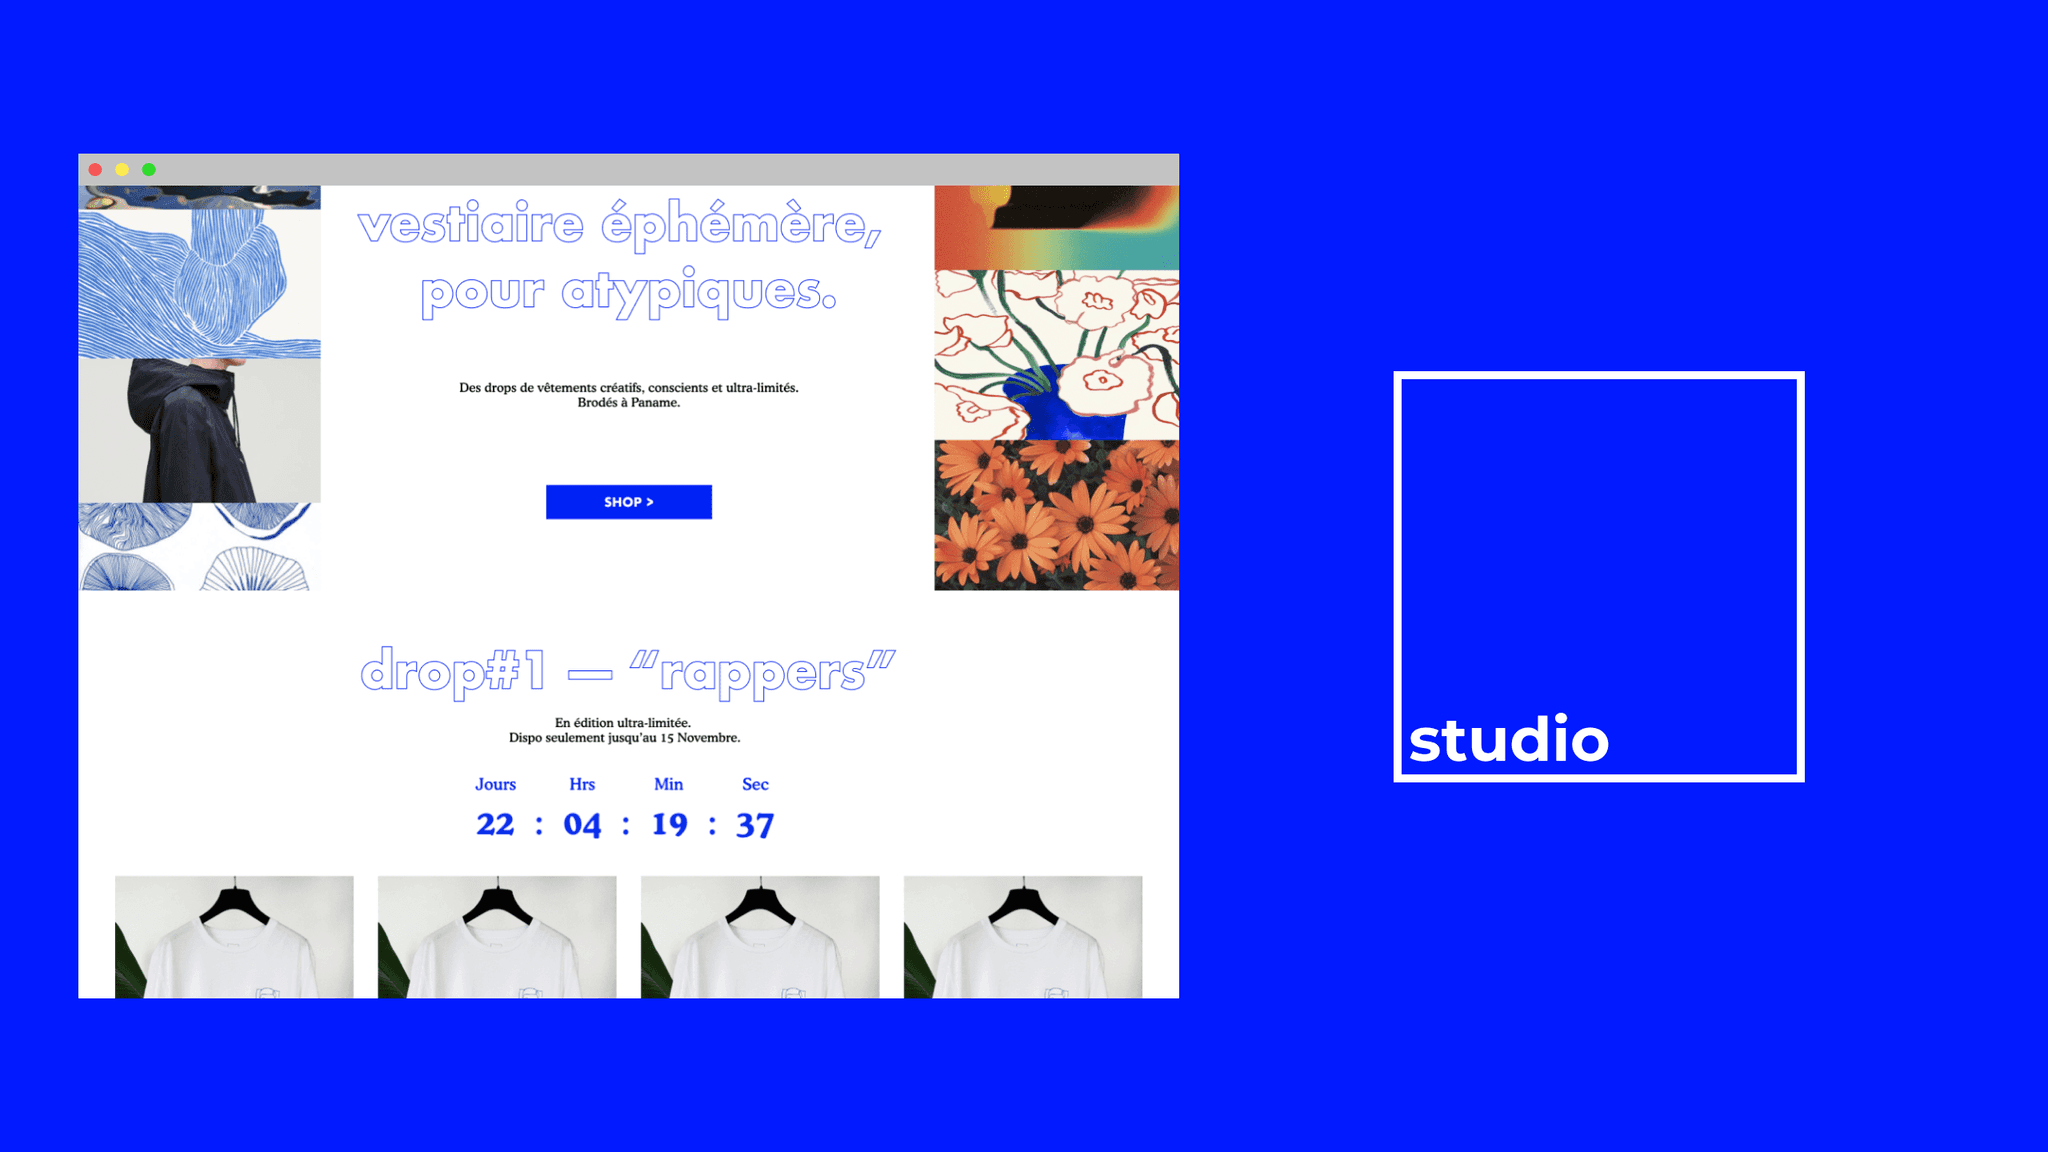 vestiaire éphémère,
pour atypiques.
Des drops de vêtements créatifs, conscients et ultra-limités.
Brodés à Paname.
SHOP >
drop#1 — “rappers”
En édition ultra-limitée.
Dispo seulement jusqu'au 15 Novembre.
Jours Hrs Min Sec
22 : 04 : 19 : 37
studio